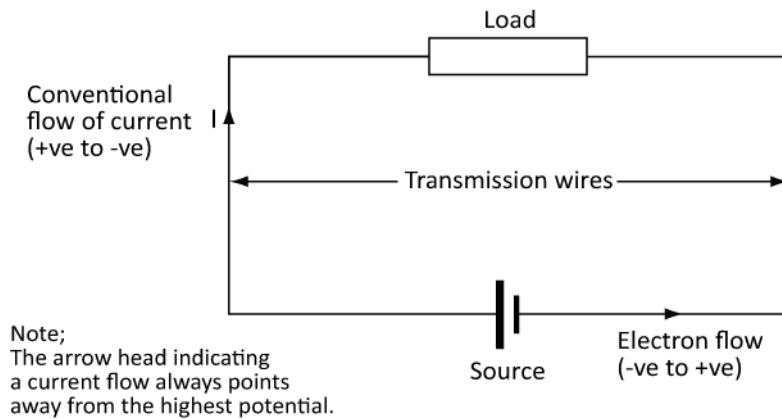 Load
Conventional
flow of current
(+ve to -ve)
I
Transmission wires
Note;
The arrow head indicating
a current flow always points
away from the highest potential.
Source
Electron flow
(-ve to +ve)